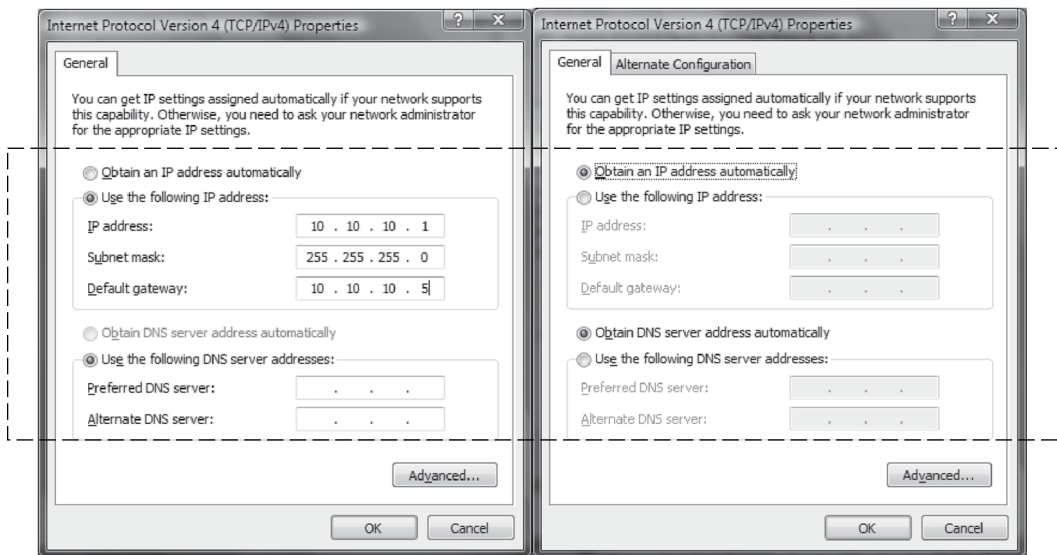 Internet Protocol Version 4 (TCP/IPv4) Properties
General
You can get IP settings assigned automatically if your network supports
this capability. Otherwise, you need to ask your network administrator
for the appropriate IP settings.
Obtain an IP address automatically
Use the following IP address:
IP address: 10 . 10 . 10 . 1
Subnet mask: 255 . 255 . 255 . 0
Default gateway: 10 . 10 . 10 . 5
Obtain DNS server address automatically
Use the following DNS server addresses:
Preferred DNS server: . . .
Alternate DNS server: . . .
Advanced...
OK Cancel
Internet Protocol Version 4 (TCP/IPv4) Properties
General Alternate Configuration
You can get IP settings assigned automatically if your network supports
this capability. Otherwise, you need to ask your network administrator
for the appropriate IP settings.
Obtain an IP address automatically
Use the following IP address:
IP address: . . .
Subnet mask: . . .
Default gateway: . . .
Obtain DNS server address automatically
Use the following DNS server addresses:
Preferred DNS server: . . .
Alternate DNS server: . . .
Advanced...
OK Cancel